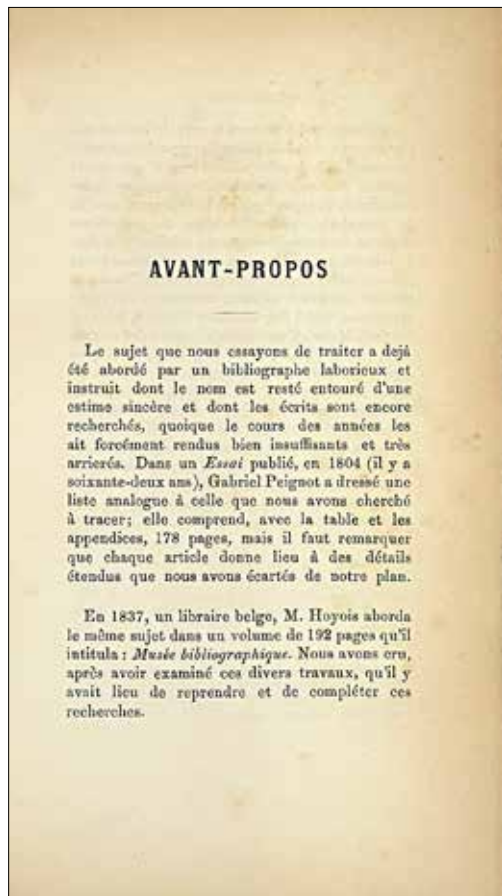 AVANT-PROPOS
Le sujet que nous essayons de traiter a dejà
été abordé par un bibliographe laborieux et
instruit dont le nom est resté entouré d'une
estime sincère et dont les écrits sont encore
recherchés, quoique le cours des années les
ait forcément rendus bien insuffisants et très
arrierés. Dans un Essai publié, en 1804 (il y a
soixante-deux ans), Gabriel Peignot a dressé une
liste analogue à celle que nous avons cherché
à tracer; elle comprend, avec la table et les
appendices, 178 pages, mais il faut remarquer
que chaque article donne lieu à des détails
étendus que nous avons écartés de notre plan.
En 1837, un libraire belge, M. Hoyois aborda
le même sujet dans un volume de 192 pages qu'il
intitula : Musée bibliographique. Nous avons cru,
après avoir examiné ces divers travaux, qu'il y
avait lieu de reprendre et de compléter ces
recherches.